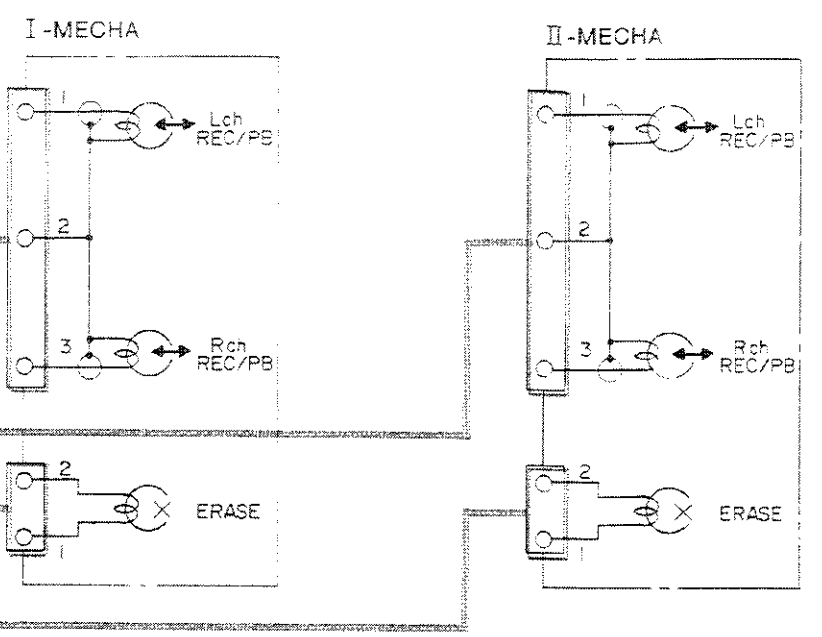 I-MECHA
1
Lch
REC/PB
2
3
Rch
REC/PB
2
ERASE
1
II-MECHA
1
Lch
REC/PB
2
3
Rch
REC/PB
2
ERASE
1